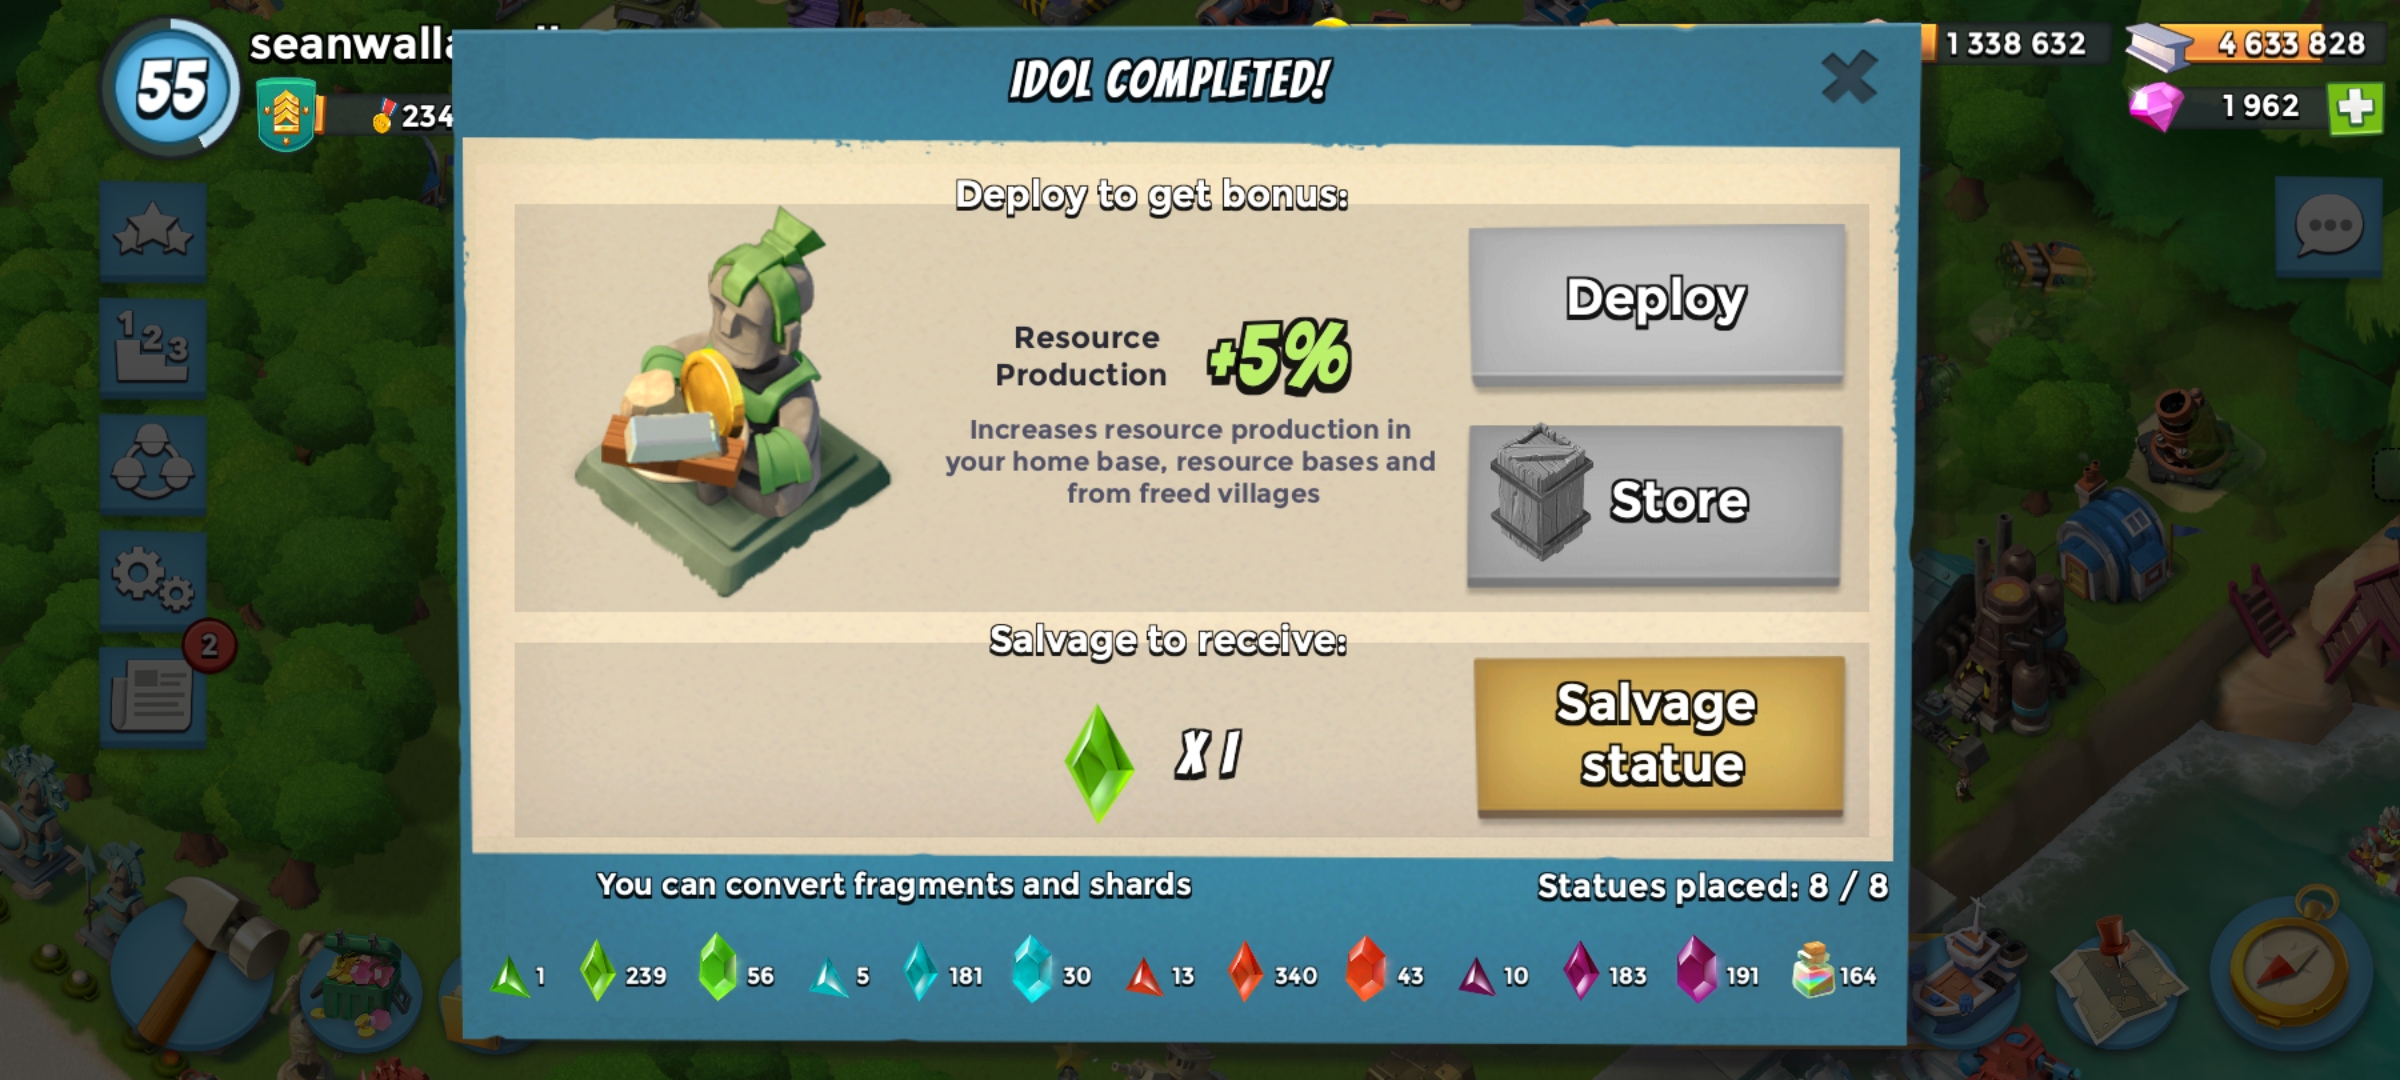 55
234
IDOL COMPLETED!
1 338 632
4 633 828
1 962
Deploy to get bonus:
Deploy
Resource
Production
+5%
Increases resource production in
your home base, resource bases and
from freed villages
Store
1 2 3
2
Salvage to receive:
X 1
Salvage
statue
You can convert fragments and shards
Statues placed: 8 / 8
1 239 56 5 181 30 13 340 43 10 183 191 164